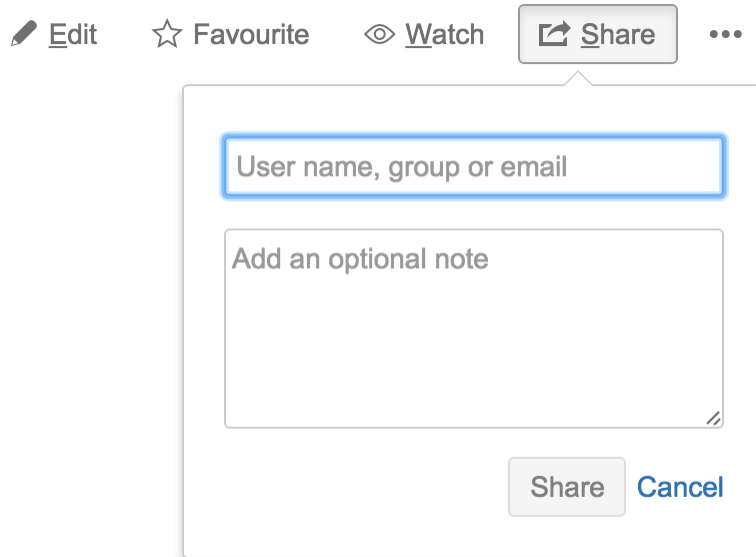 Edit Favourite Watch Share
User name, group or email
Add an optional note
Share Cancel